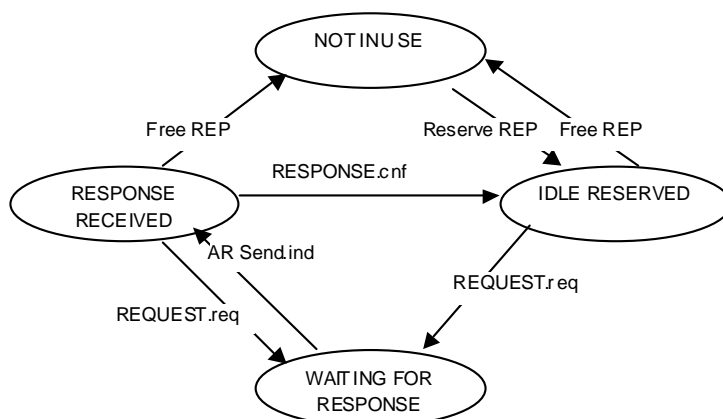 NOT IN USE
Free REP
Reserve REP
Free REP
RESPONSE.cnf
RESPONSE
RECEIVED
IDLE RESERVED
AR Send.ind
REQUEST.req
REQUEST.req
WAITING FOR
RESPONSE